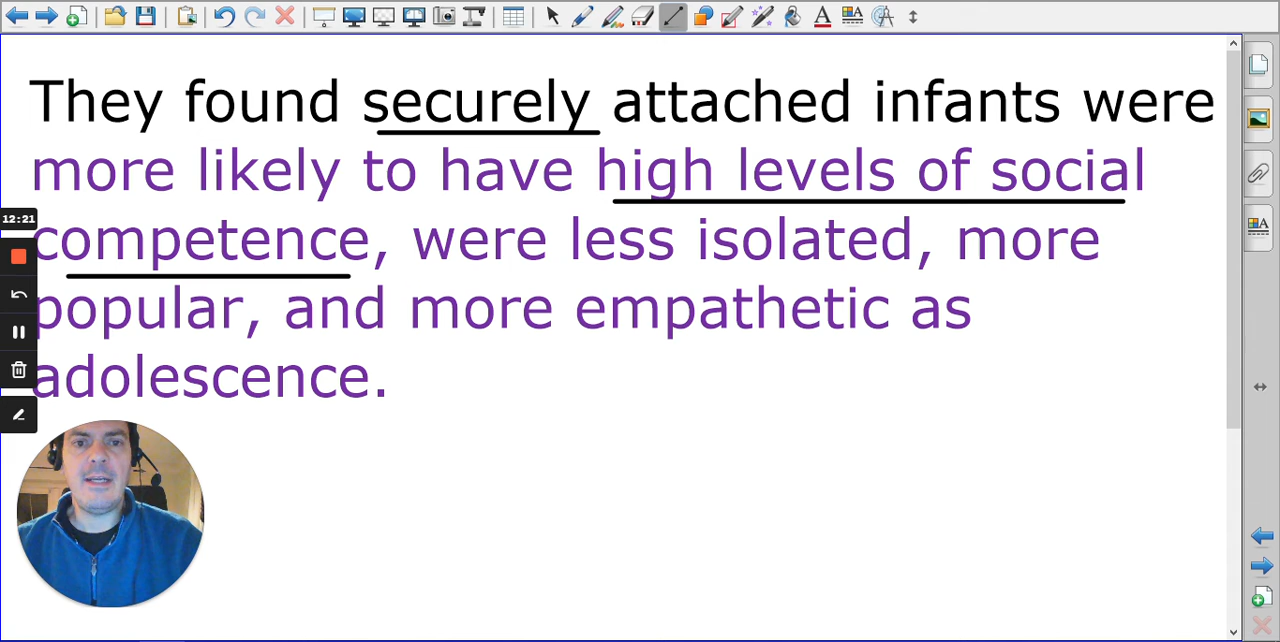 They found securely attached infants were
more likely to have high levels of social
12:21
competence, were less isolated, more
popular, and more empathetic as
adolescence.